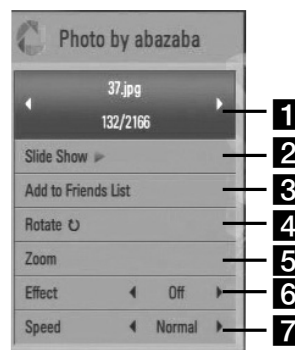 Photo by abazaba
37.jpg
132/2166
1
Slide Show
2
Add to Friends List
3
Rotate
4
Zoom
5
Effect Off
6
Speed Normal
7